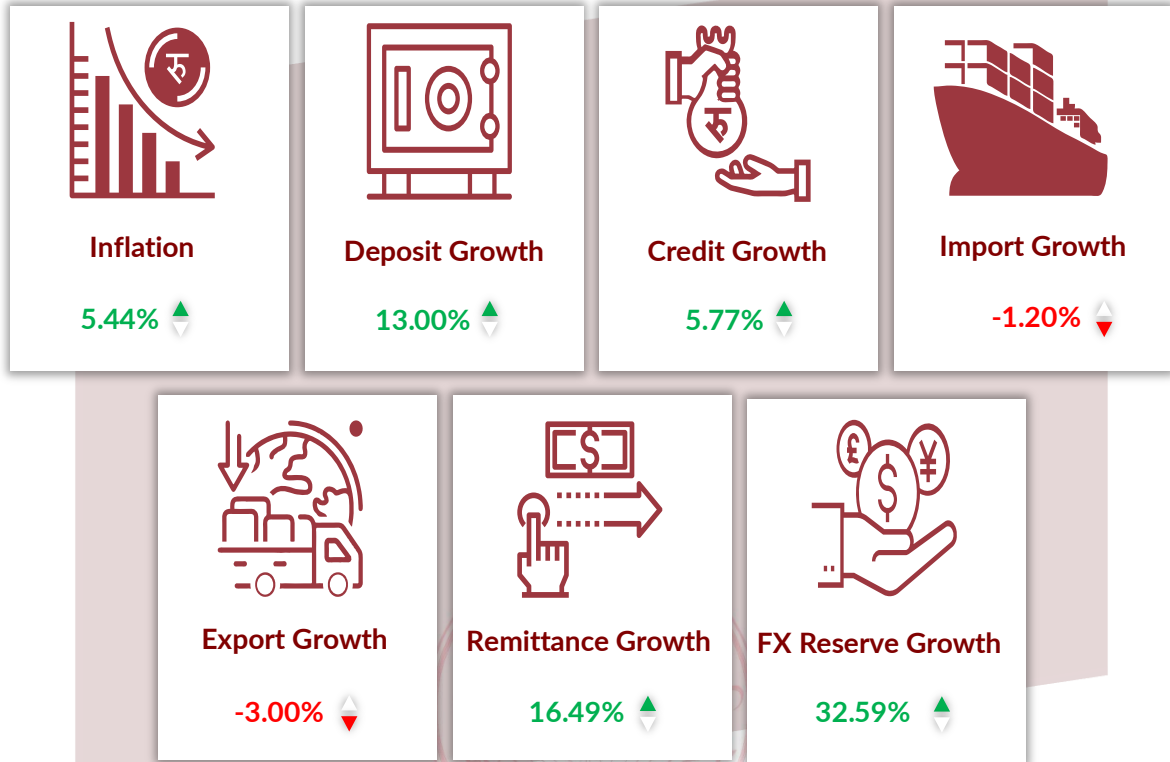 रु
रु
Inflation
Deposit Growth
Credit Growth
Import Growth
5.44%
13.00%
5.77%
-1.20%
$
£
$
¥
Export Growth
Remittance Growth
FX Reserve Growth
-3.00%
16.49%
32.59%